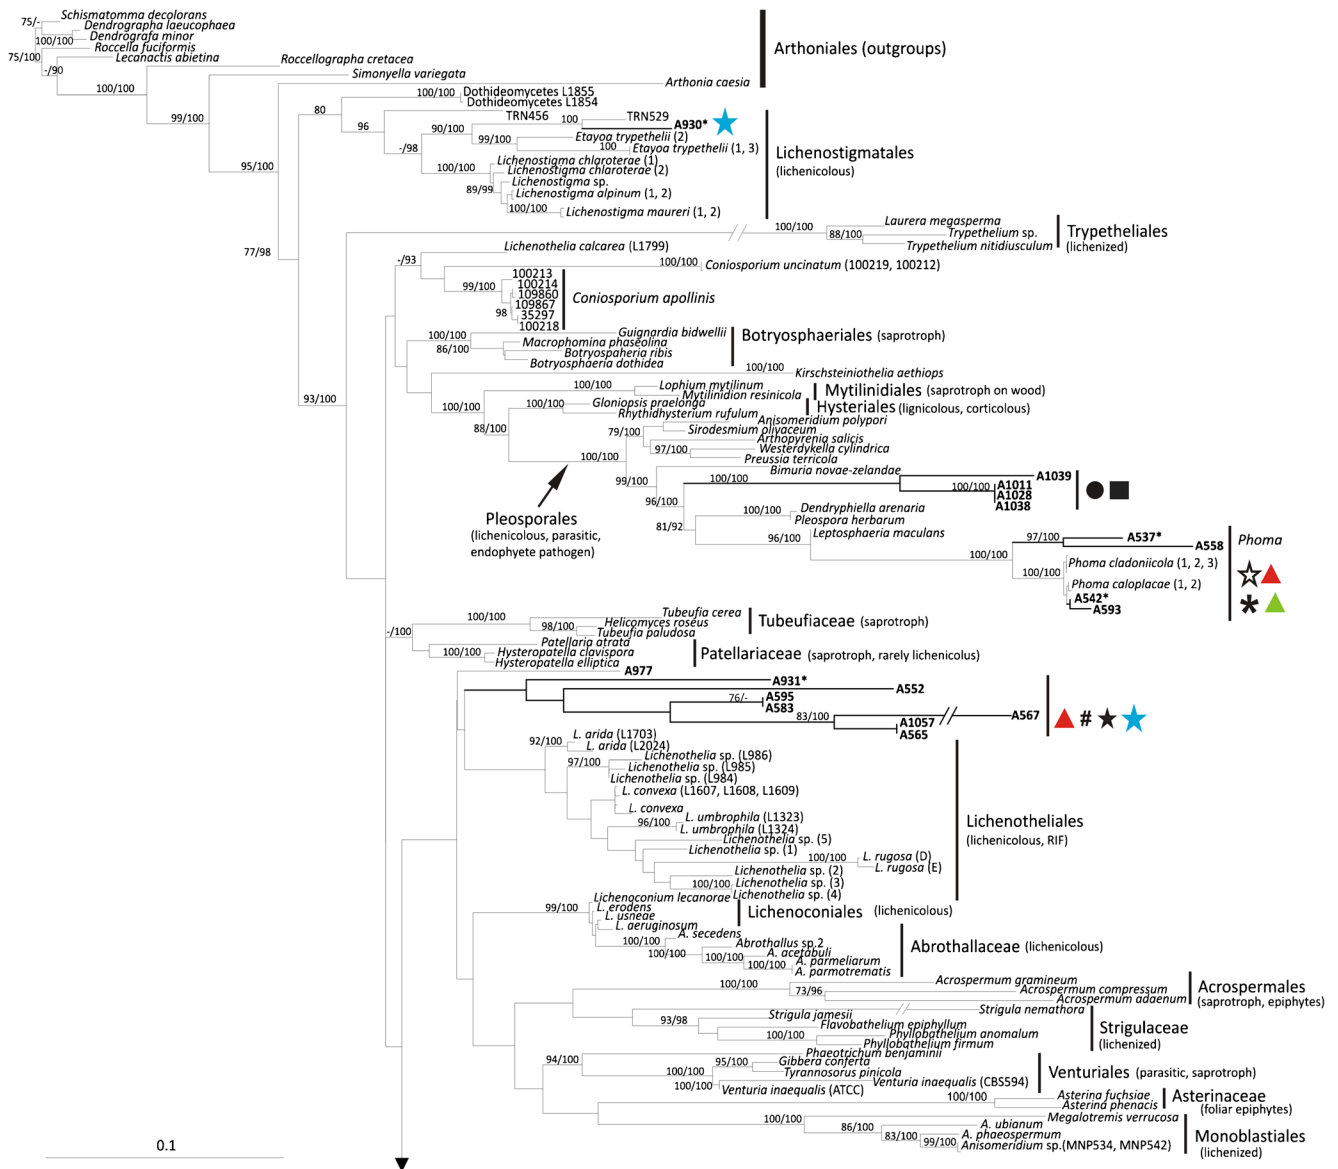 75/-
Schismatomma decolorans
Dendrographa laeucophaea
100/100
Dendrografa minor
75/100
Roccella fuciformis
Lecanactis abietina
-/90
Roccellographa cretacea
100/100
Simonyella variegata
99/100
Arthonia caesia
Arthoniales (outgroups)
95/100
80
100/100
Dothideomycetes L1855
Dothideomycetes L1854
96
TRN456
100
TRN529
A930*
90/100
Etayoa trypethelii (2)
99/100
100
Etayoa trypethelii (1, 3)
-/98
Lichenostigma chlaroterae (1)
100/100
Lichenostigma chlaroterae (2)
Lichenostigma sp.
89/99
Lichenostigma alpinum (1, 2)
100/100
Lichenostigma maureri (1, 2)
Lichenostigmatales
(lichenicolous)
77/98
100/100
Laurera megasperma
88/100
Trypethelium sp.
Trypethelium nitidiusculum
Trypetheliales
(lichenized)
-/93
Lichenothelia calcarea (L1799)
100/100
Coniosporium uncinatum (100219, 100212)
99/100
98
100213
100214
109860
109867
35297
100218
Coniosporium apollinis
100/100
Guignardia bidwellii
Macrophomina phaseolina
86/100
Botryospaheria ribis
Botryosphaeria dothidea
Botryosphaeriales (saprotroph)
93/100
100/100
Kirschsteiniothelia aethiops
100/100
Lophium mytilinum
Mytilinidion resinicola
Mytilinidiales (saprotroph on wood)
100/100
100/100
Gloniopsis praelonga
Rhythidhysterium rufulum
Hysteriales (lignicolous, corticolous)
88/100
79/100
Anisomeridium polypori
Sirodesmium olivaceum
Arthopyrenia salicis
97/100
Westerdykella cylindrica
Preussia terricola
100/100
99/100
Bimuria novae-zelandae
100/100
A1039
100/100
A1011
A1028
A1038
96/100
Pleosporales
(lichenicolous, parasitic,
endophyete pathogen)
100/100
Dendryphiella arenaria
Pleospora herbarum
81/92
96/100
Leptosphaeria maculans
97/100
A537*
A558
100/100
100/100
Phoma cladoniicola (1, 2, 3)
Phoma caloplacae (1, 2)
A542*
A593
Phoma
*
-/100
100/100
Tubeufia cerea
Helicomyces roseus
98/100
Tubeufia paludosa
Tubeufiaceae (saprotroph)
Patellaria atrata
100/100
Hysteropatella clavispora
Hysteropatella elliptica
Patellariaceae (saprotroph, rarely lichenicolus)
A977
A931*
A552
76/-
A595
A583
83/100
A567
A1057
A565
#
92/100
L. arida (L1703)
L. arida (L2024)
Lichenothelia sp. (L986)
97/100
Lichenothelia sp. (L985)
Lichenothelia sp. (L984)
L. convexa (L1607, L1608, L1609)
L. convexa
L. umbrophila (L1323)
96/100
L. umbrophila (L1324)
Lichenothelia sp. (5)
Lichenothelia sp. (1)
100/100
L. rugosa (D)
L. rugosa (E)
Lichenothelia sp. (2)
100/100
Lichenothelia sp. (3)
Lichenothelia sp. (4)
Lichenotheliales
(lichenicolous, RIF)
Lichenoconium lecanorae
99/100
L. erodens
L. usneae
L. aeruginosum
Lichenoconiales (lichenicolous)
A. secedens
100/100
Abrothallus sp.2
100/100
A. acetabuli
100/100
A. parmeliarum
100/100
A. parmotrematis
Abrothallaceae (lichenicolous)
100/100
Acrospermum gramineum
73/96
Acrospermum compressum
Acrospermum adaenum
Acrospermales
(saprotroph, epiphytes)
Strigula nemathora
93/98
Strigula jamesii
Flavobathelium epiphyllum
100/100
Phyllobathelium anomalum
Phyllobathelium firmum
Strigulaceae
(lichenized)
94/100
Phaeotrichum benjaminii
95/100
Gibbera conferta
100/100
Tyrannosorus pinicola
100/100
Venturia inaequalis (CBS594)
Venturia inaequalis (ATCC)
Venturiales (parasitic, saprotroph)
100/100
Asterina fuchsiae
Asterina phenacis
Asterinaceae
(foliar epiphytes)
100/100
Megalotremis verrucosa
86/100
A. ubianum
83/100
A. phaeospermum
99/100
Anisomeridium sp.(MNP534, MNP542)
Monoblastiales
(lichenized)
0.1